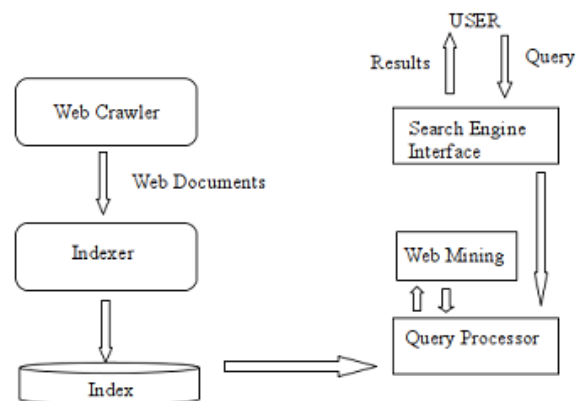 USER
Results
Query
Web Crawler
Search Engine
Interface
Web Documents
Indexer
Web Mining
Query Processor
Index